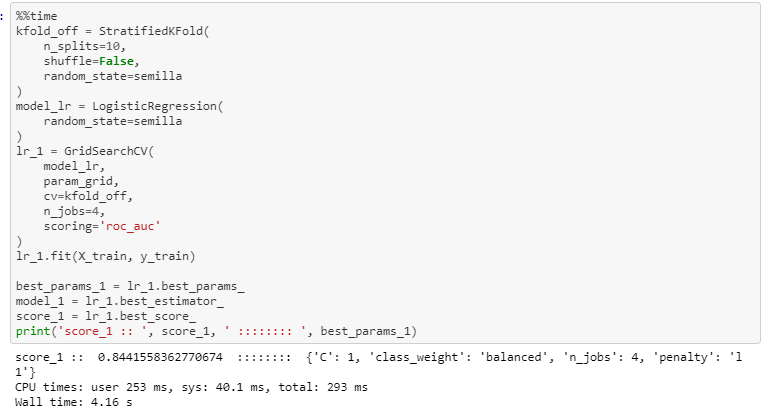 :
%%time
kfold_off = StratifiedKFold(
    n_splits=10,
    shuffle=False,
    random_state=semilla
)
model_lr = LogisticRegression(
    random_state=semilla
)
lr_1 = GridSearchCV(
    model_lr,
    param_grid,
    cv=kfold_off,
    n_jobs=4,
    scoring='roc_auc'
)
lr_1.fit(X_train, y_train)

best_params_1 = lr_1.best_params_
model_1 = lr_1.best_estimator_
score_1 = lr_1.best_score_
print('score_1 :: ', score_1, ' :::::::: ', best_params_1)
score_1 ::  0.8441558362770674  ::::::::  {'C': 1, 'class_weight': 'balanced', 'n_jobs': 4, 'penalty': 'l
1'}
CPU times: user 253 ms, sys: 40.1 ms, total: 293 ms
Wall time: 4.16 s